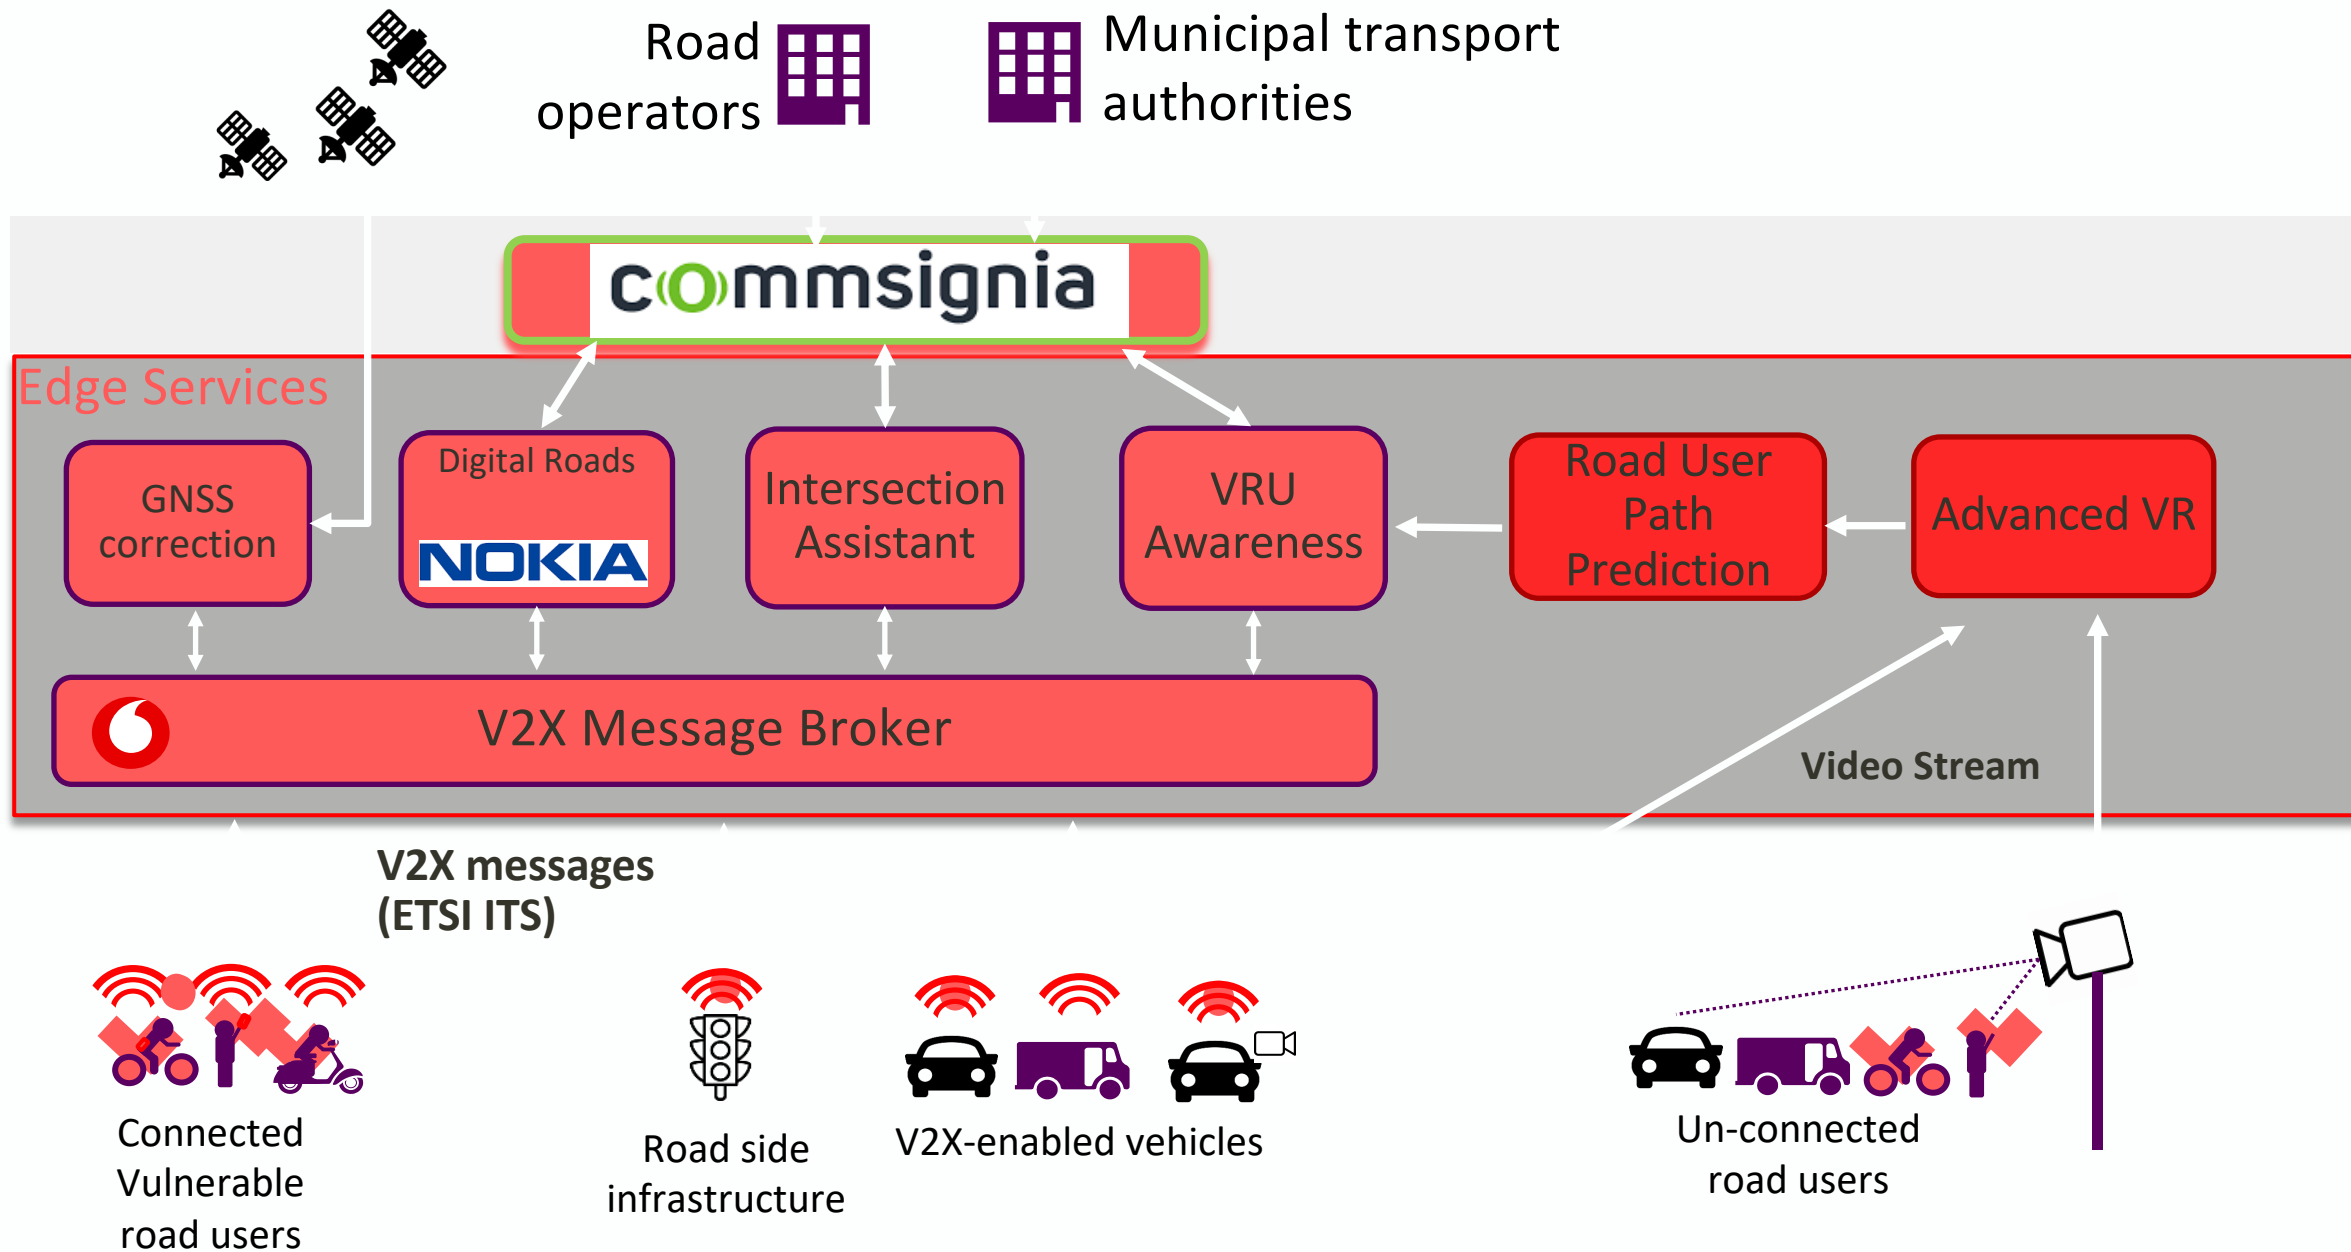 Road
operators
Municipal transport
authorities
commsignia
Edge Services
GNSS
correction
Digital Roads
NOKIA
Intersection
Assistant
VRU
Awareness
Road User
Path
Prediction
Advanced VR
V2X Message Broker
Video Stream
V2X messages
(ETSI ITS)
Connected
Vulnerable
road users
Road side
infrastructure
V2X-enabled vehicles
Un-connected
road users